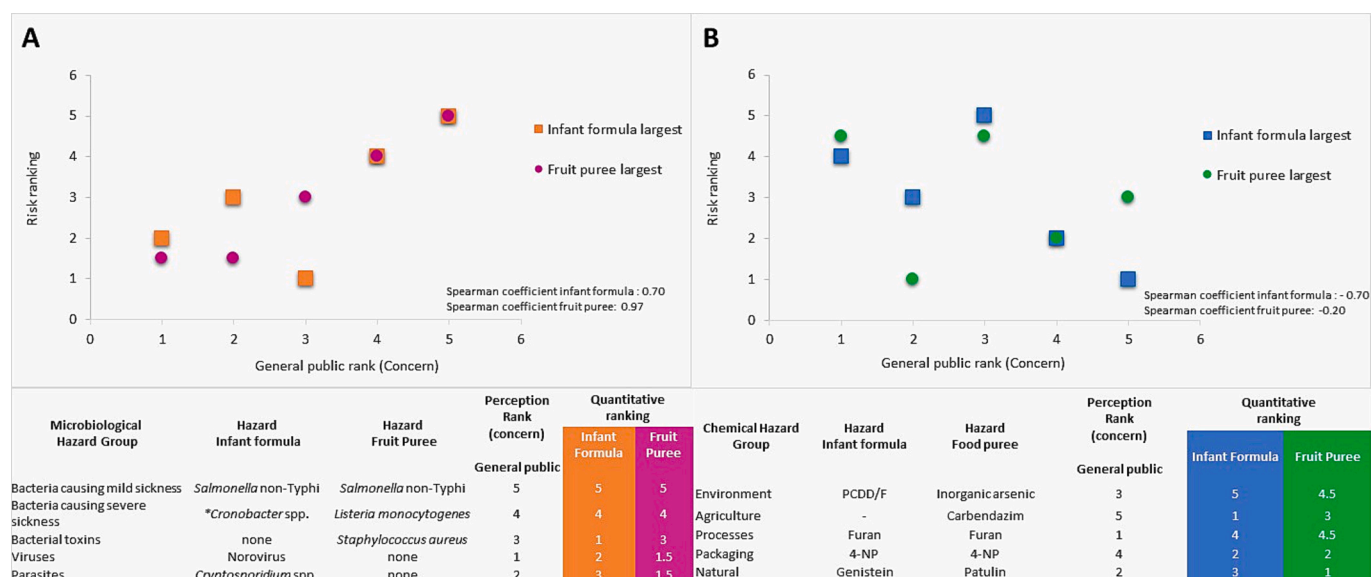 A
6
5
4
3
2
1
0
0 1 2 3 4 5 6
Risk ranking
General public rank (Concern)
Infant formula largest
Fruit puree largest
Spearman coefficient infant formula : 0.70
Spearman coefficient fruit puree: 0.97
B
6
5
4
3
2
1
0
0 1 2 3 4 5 6
Risk ranking
General public rank (Concern)
Infant formula largest
Fruit puree largest
Spearman coefficient infant formula : - 0.70
Spearman coefficient fruit puree: -0.20
Microbiological
Hazard Group
Hazard
Infant formula
Hazard
Fruit Puree
Perception
Rank
(concern)
General public
Quantitative
ranking
Infant
Formula
Fruit
Puree
Bacteria causing mild sickness Salmonella non-Typhi Salmonella non-Typhi 5 5 5
Bacteria causing severe
sickness *Cronobacter spp. Listeria monocytogenes 4 4 4
Bacterial toxins none Staphylococcus aureus 3 1 3
Viruses Norovirus none 1 2 1.5
Parasites Cryptosporidium spp none 2 3 1.5
Chemical Hazard
Group
Hazard
Infant formula
Hazard
Food puree
Perception
Rank
(concern)
General public
Quantitative
ranking
Infant Formula
Fruit Puree
Environment PCDD/F Inorganic arsenic 3 5 4.5
Agriculture - Carbendazim 5 1 3
Processes Furan Furan 1 4 4.5
Packaging 4-NP 4-NP 4 2 2
Natural Genistein Patulin 2 3 1